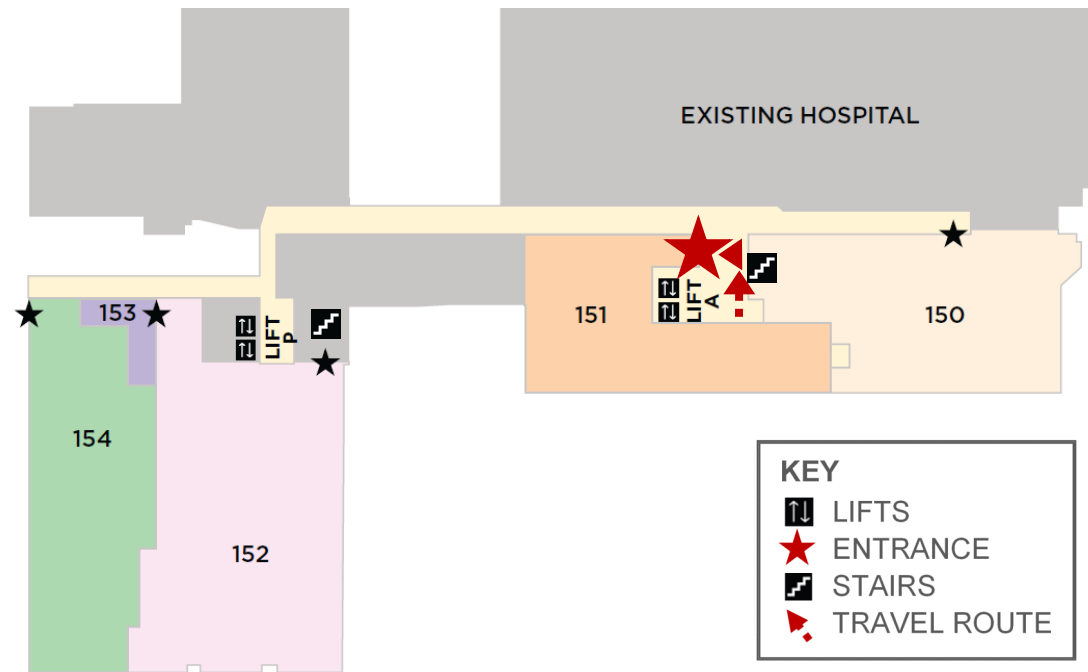 EXISTING HOSPITAL
153
LIFT P
LIFT A
151
150
154
152
KEY
LIFTS
ENTRANCE
STAIRS
TRAVEL ROUTE